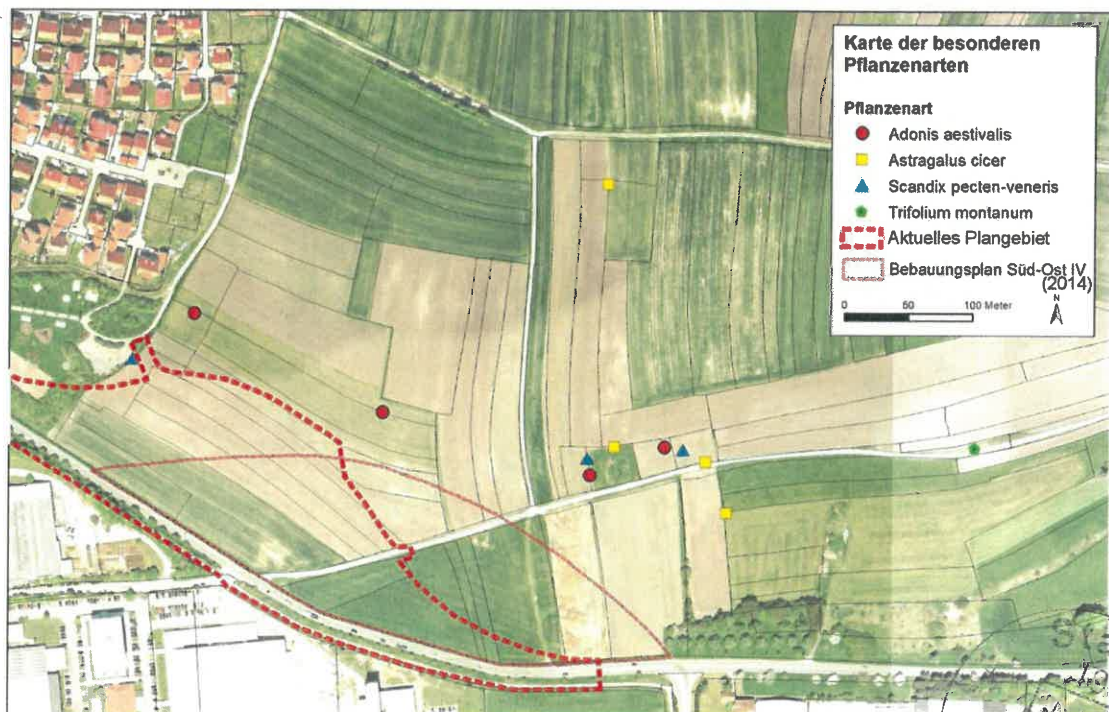 Karte der besonderen
Pflanzenarten
Pflanzenart
Adonis aestivalis
Astragalus cicer
Scandix pecten-veneris
Trifolium montanum
Aktuelles Plangebiet
Bebauungsplan Süd-Ost IV
(2014)
0 50 100 Meter
N